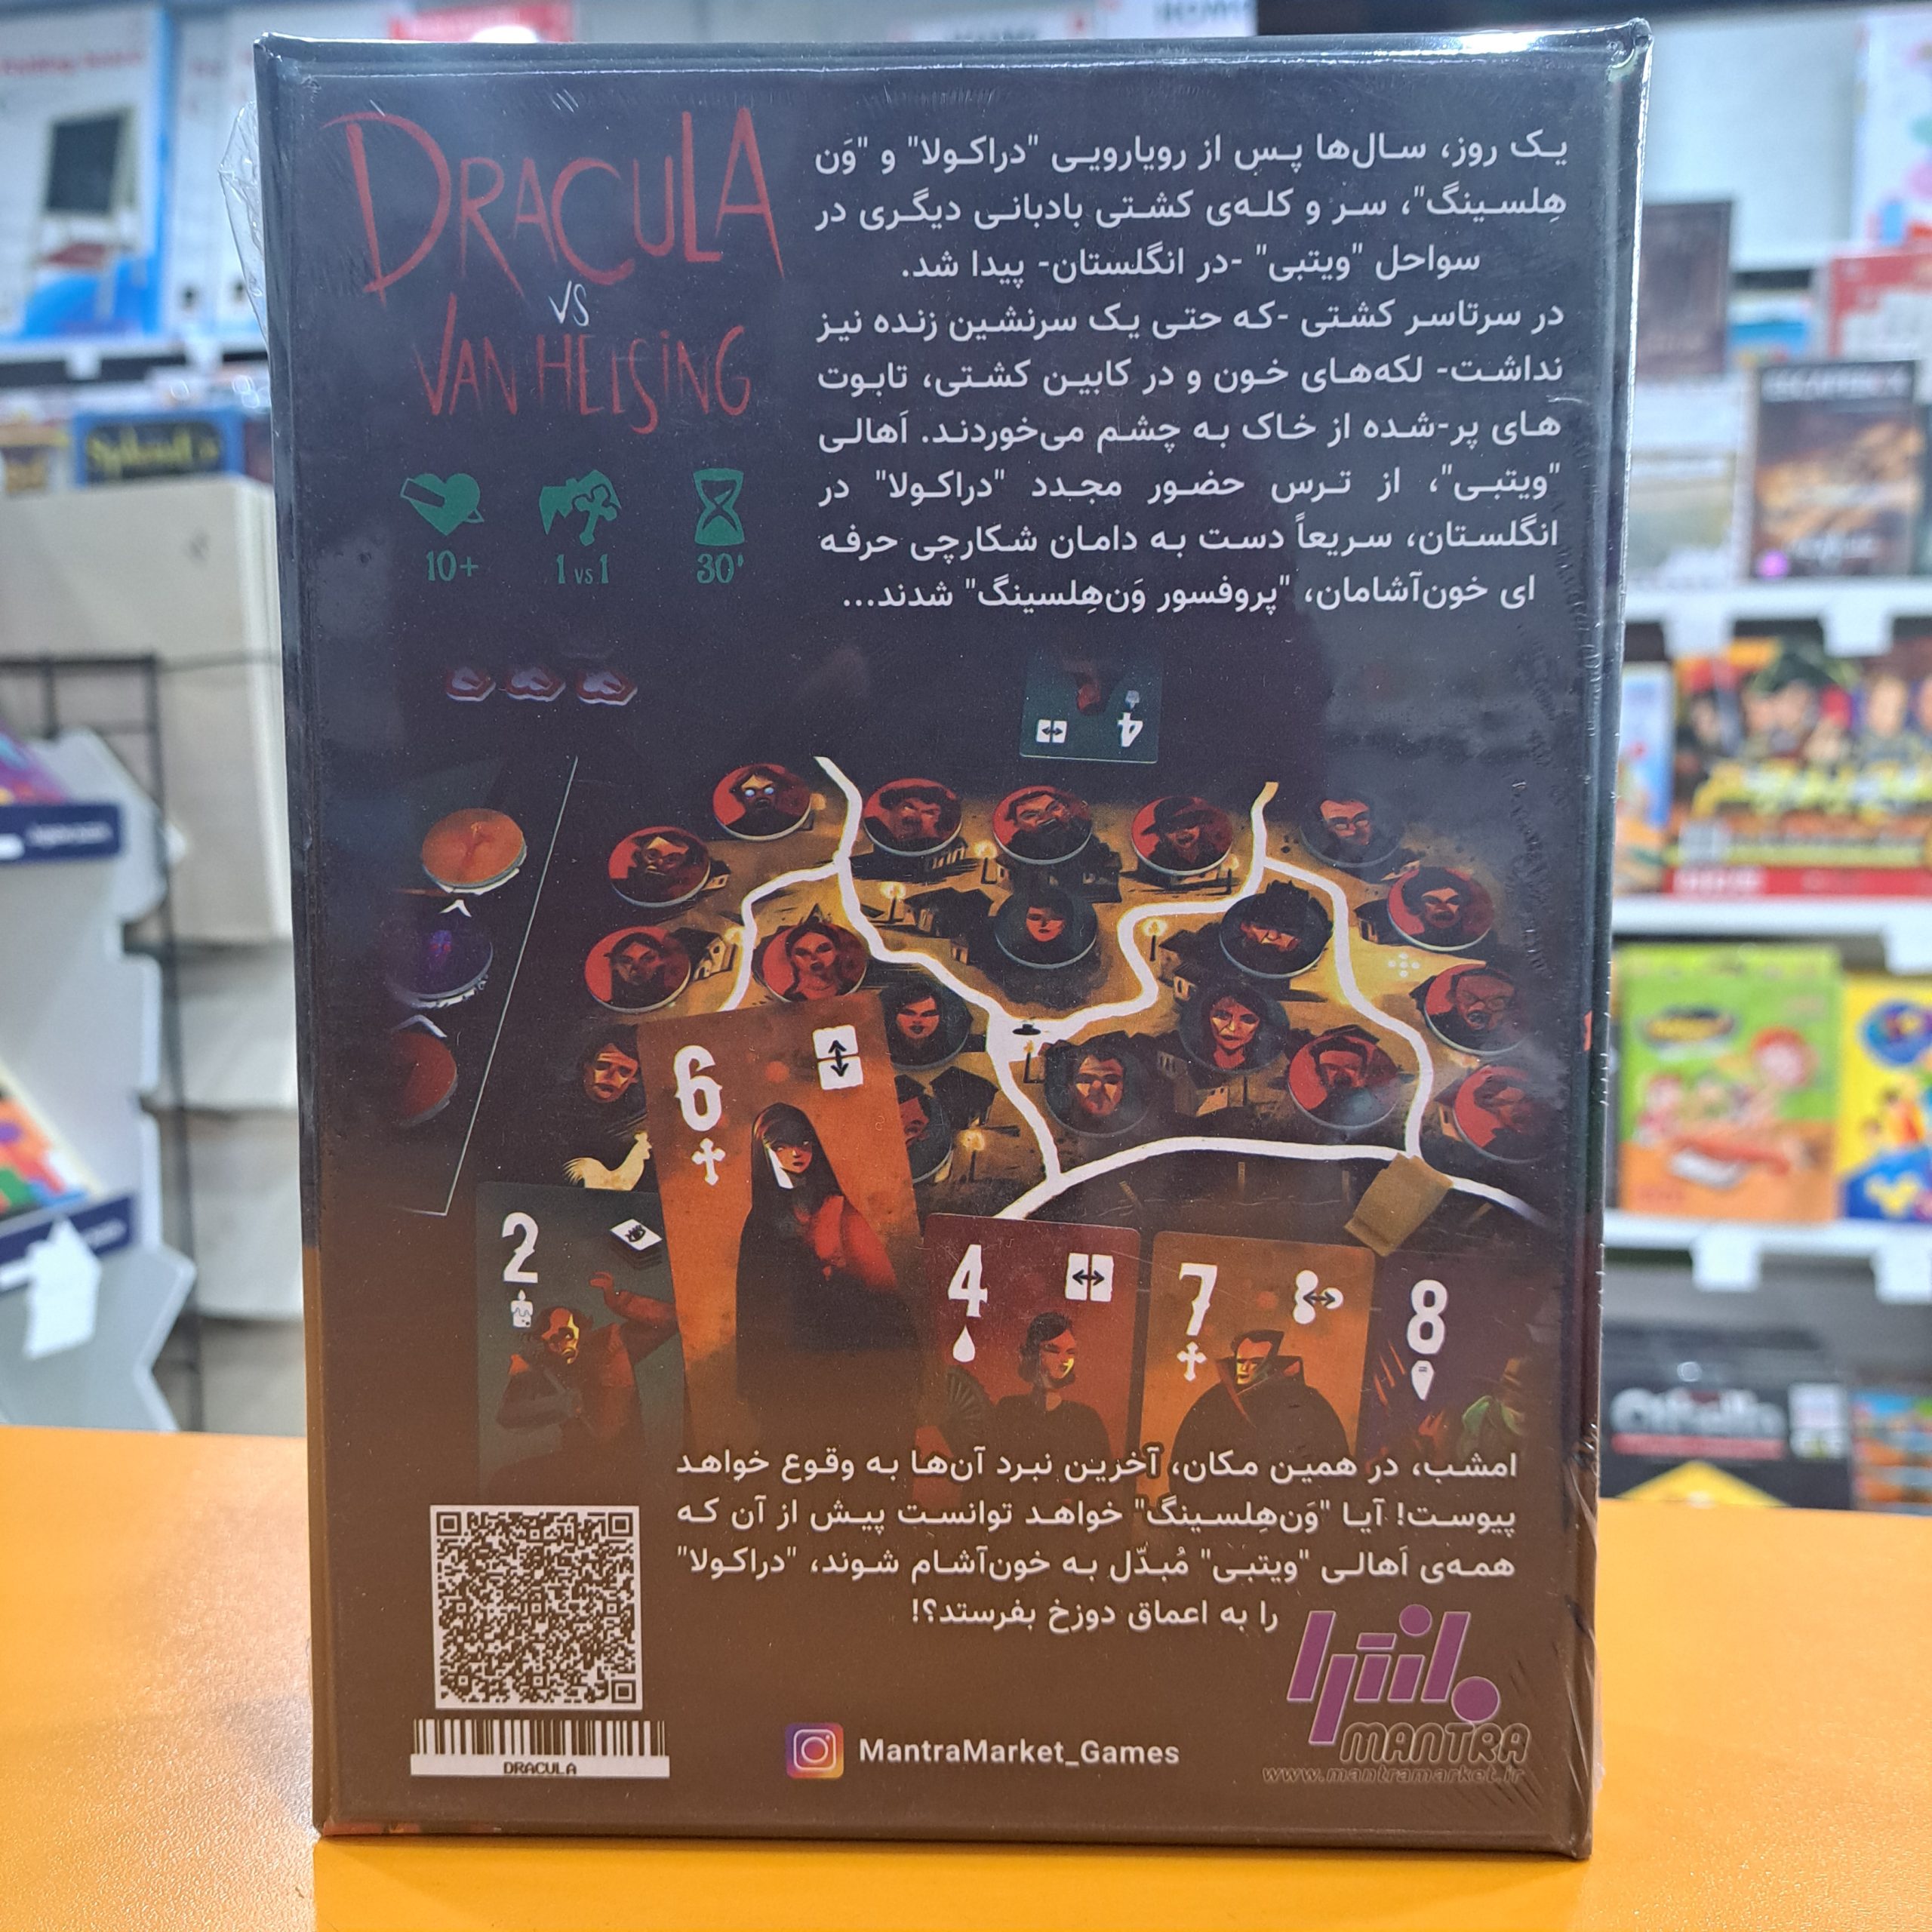 DRACULA
VS
VAN HELSING
10+
1 vs 1
30'
یک روز، سال‌ها پس از رویارویی "دراکولا" و "وَن
هِلسینگ"، سر و کله‌ی کشتی بادبانی دیگری در
سواحل "ویتبی" -در انگلستان- پیدا شد.
در سرتاسر کشتی -که حتی یک سرنشین زنده نیز
نداشت- لکه‌های خون و در کابین کشتی، تابوت
های پر-شده از خاک به چشم می‌خوردند. اَهالی
"ویتبی"، از ترس حضور مجدد "دراکولا" در
انگلستان، سریعاً دست به دامان شکارچی حرفه
ای خون‌آشامان، "پروفسور وَن‌هِلسینگ" شدند...
4
6
2
4
7
8
امشب، در همین مکان، آخرین نبرد آن‌ها به وقوع خواهد
پیوست! آیا "وَن‌هِلسینگ" خواهد توانست پیش از آن که
همه‌ی اَهالی "ویتبی" مُبدّل به خون‌آشام شوند، "دراکولا"
را به اعماق دوزخ بفرستد؟!
مانترا
MANTRA
www.mantramarket.ir
MantraMarket_Games
DRACULA